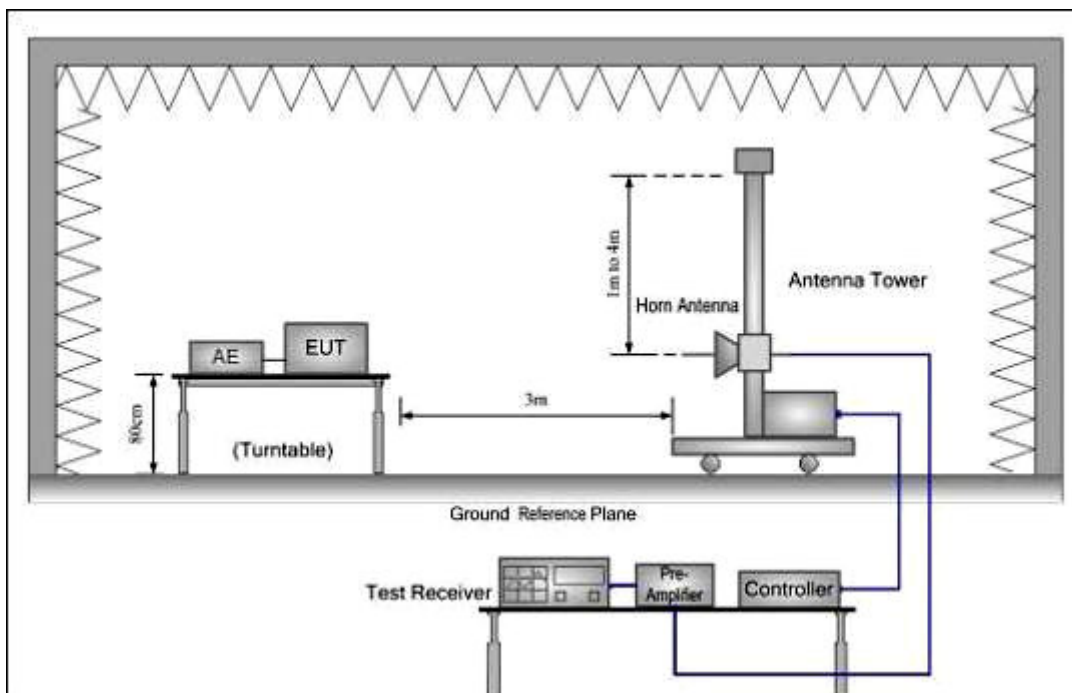 1m to 4m
Antenna Tower
Horn Antenna
AE
EUT
80cm
3m
(Turntable)
Ground Reference Plane
Test Receiver
Pre-
Amplifier
Controller